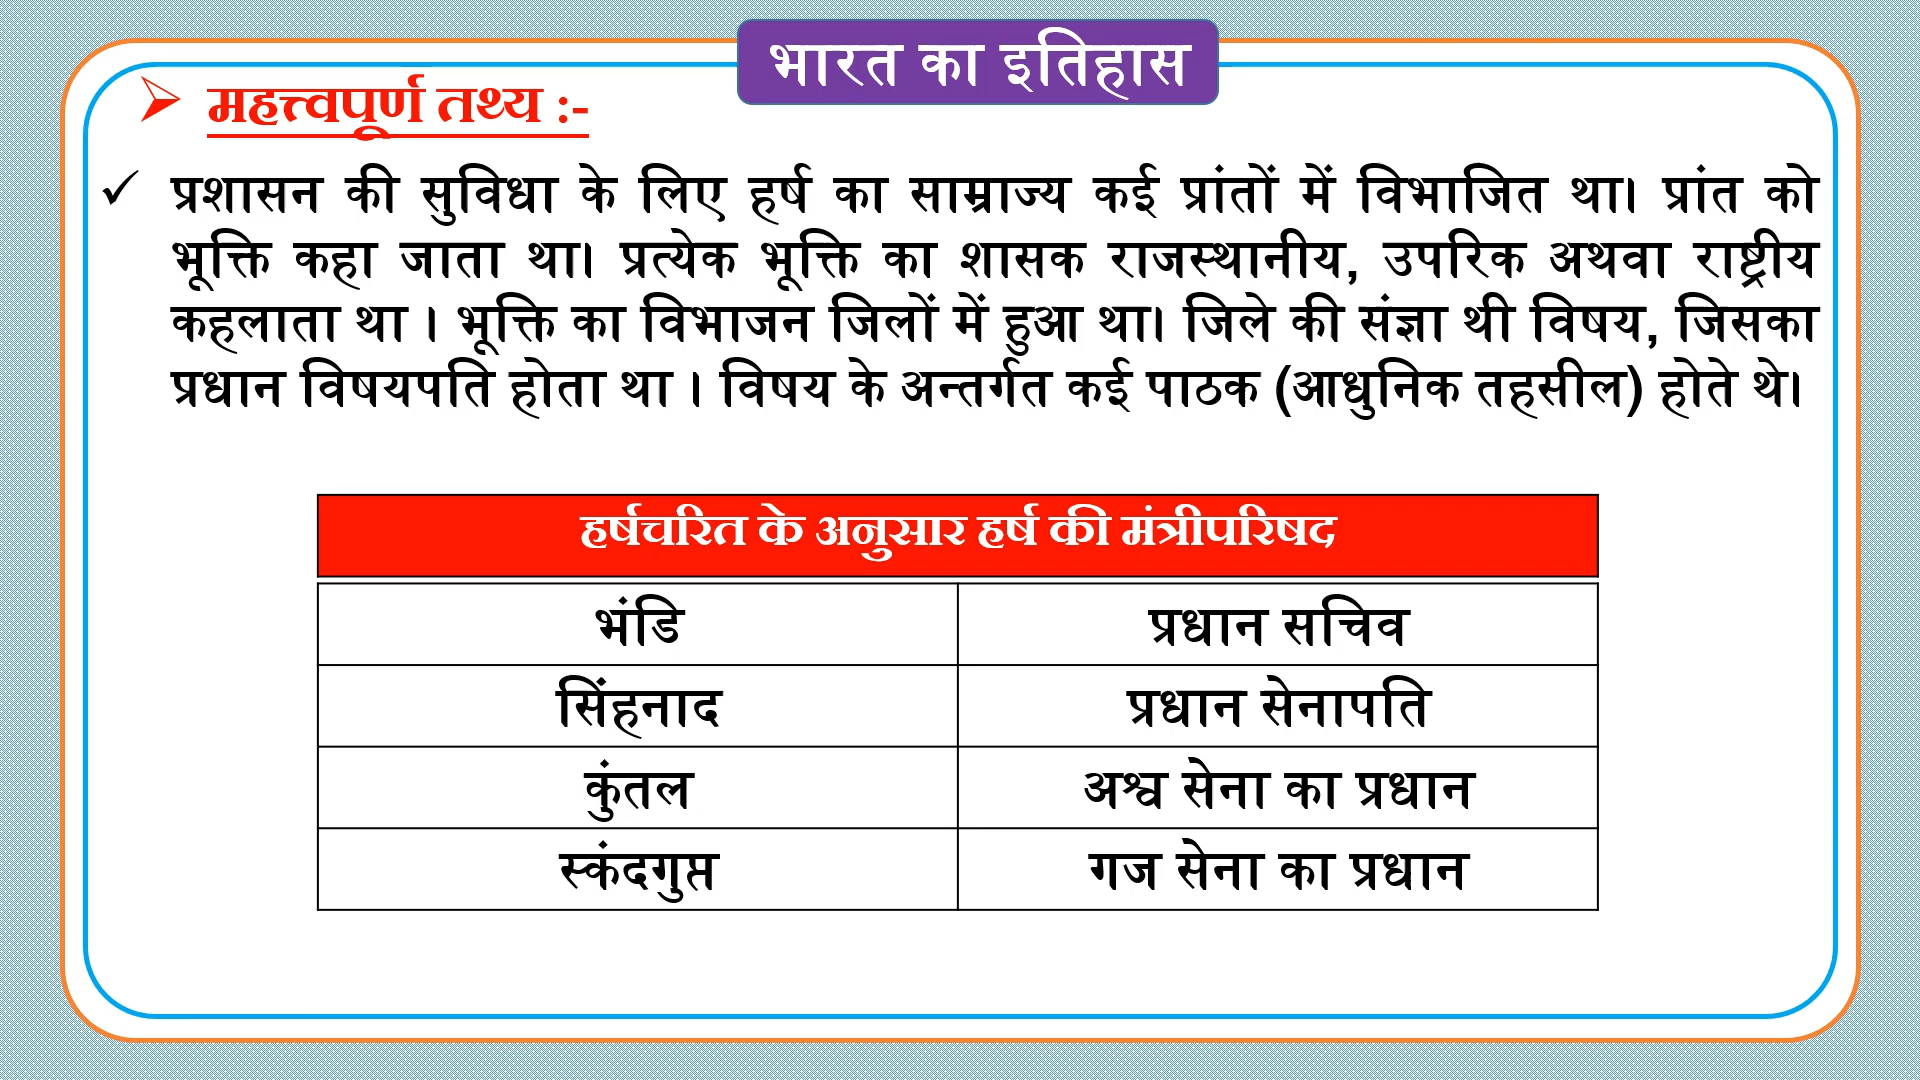 भारत का इतिहास
महत्त्वपूर्ण तथ्य :-
प्रशासन की सुविधा के लिए हर्ष का साम्राज्य कई प्रांतों में विभाजित था। प्रांत को
भूक्ति कहा जाता था। प्रत्येक भूक्ति का शासक राजस्थानीय, उपरिक अथवा राष्ट्रीय
कहलाता था । भूक्ति का विभाजन जिलों में हुआ था। जिले की संज्ञा थी विषय, जिसका
प्रधान विषयपति होता था । विषय के अन्तर्गत कई पाठक (आधुनिक तहसील) होते थे।
हर्षचरित के अनुसार हर्ष की मंत्रीपरिषद
भंडि प्रधान सचिव
सिंहनाद प्रधान सेनापति
कुंतल अश्व सेना का प्रधान
स्कंदगुप्त गज सेना का प्रधान